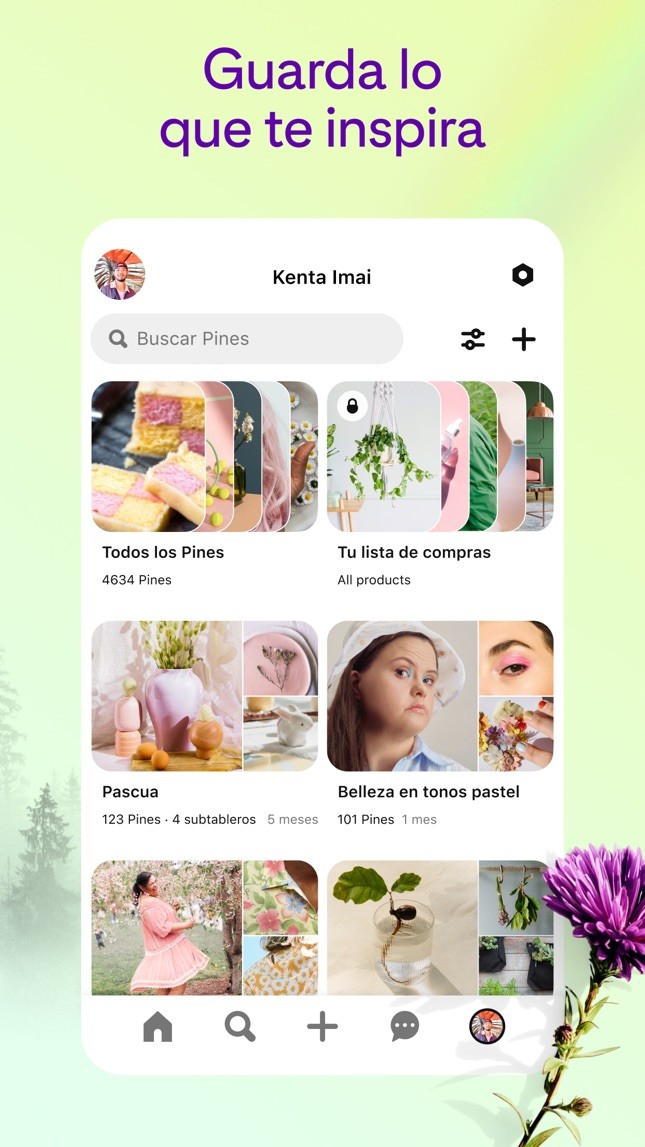 Guarda lo
que te inspira
Kenta Imai
Buscar Pines
Todos los Pines
4634 Pines
Tu lista de compras
All products
Pascua
123 Pines · 4 subtableros 5 meses
Belleza en tonos pastel
101 Pines 1 mes